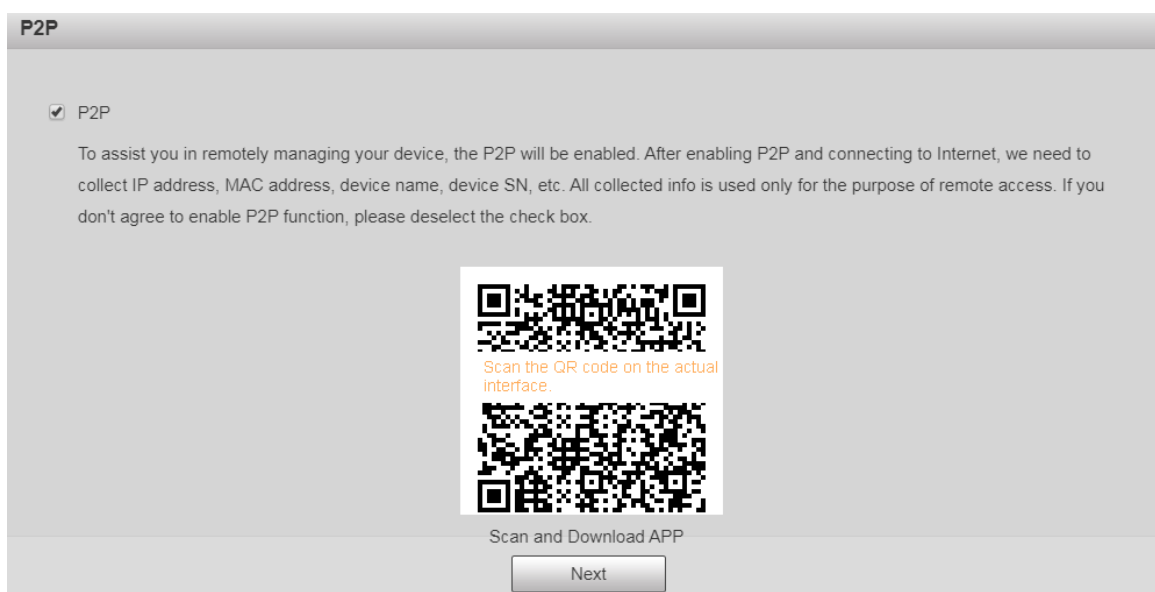 P2P
P2P
To assist you in remotely managing your device, the P2P will be enabled. After enabling P2P and connecting to Internet, we need to
collect IP address, MAC address, device name, device SN, etc. All collected info is used only for the purpose of remote access. If you
don't agree to enable P2P function, please deselect the check box.
Scan the QR code on the actual
interface.
Scan and Download APP
Next